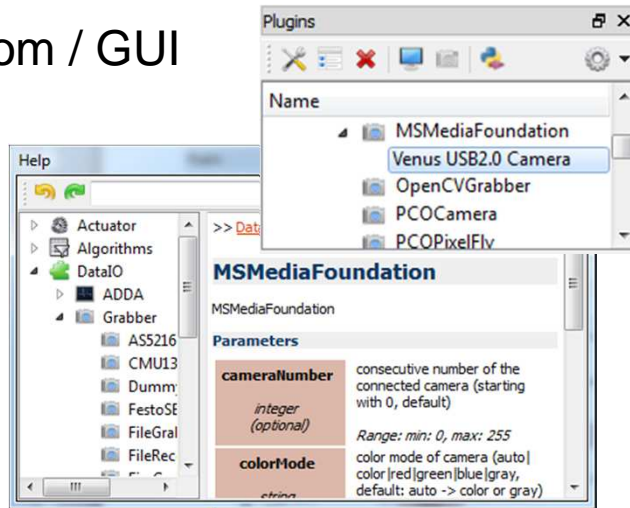 om / GUI
Plugins
Name
MSMediaFoundation
Venus USB2.0 Camera
OpenCVGrabber
PCOCamera
PCOPixelFly
Help
Actuator
Algorithms
DataIO
ADDA
Grabber
AS5216
CMU13
Dummy
FestoSE
FileGral
FileRec
>> Dat
MSMediaFoundation
MSMediaFoundation
Parameters
cameraNumber
integer
(optional)
consecutive number of the
connected camera (starting
with 0, default)
Range: min: 0, max: 255
colorMode
string
color mode of camera (auto|
color|red|green|blue|gray,
default: auto -> color or gray)